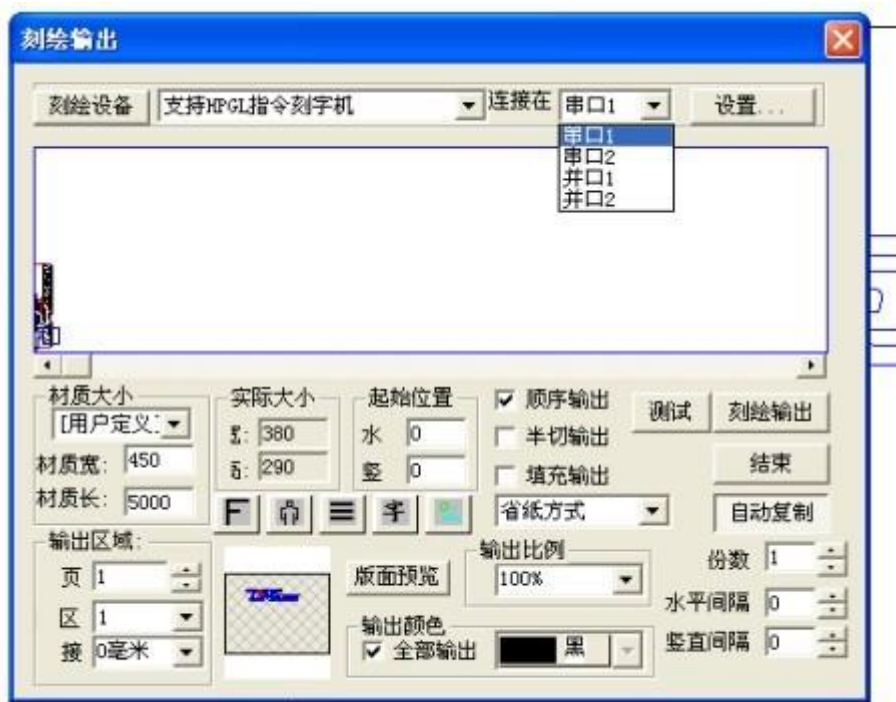 刻绘输出
刻绘设备 支持HPGL指令刻字机 连接在 串口1 设置...
串口1
串口2
并口1
并口2
材质大小 实际大小 起始位置 顺序输出 测试 刻绘输出
[用户定义 380 水 0 半切输出
材质宽: 450 290 竖 0 填充输出 结束
材质长: 5000 省纸方式 自动复制
输出区域: 输出比例 份数 1
页 1 版面预览 100% 水平间隔 0
区 1 输出颜色 竖直间隔 0
接 0毫米 全部输出 黑